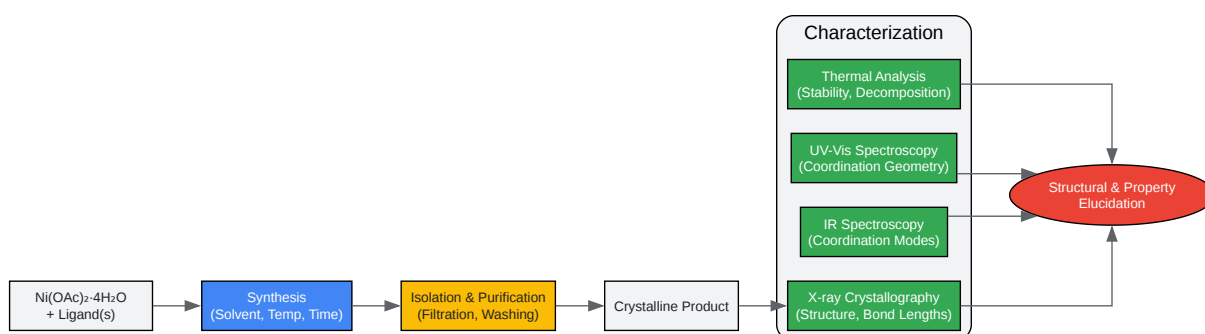 Characterization
Thermal Analysis
(Stability, Decomposition)
UV-Vis Spectroscopy
(Coordination Geometry)
IR Spectroscopy
(Coordination Modes)
X-ray Crystallography
(Structure, Bond Lengths)
Structural & Property
Elucidation
Ni(OAc)₂·4H₂O
+ Ligand(s)
Synthesis
(Solvent, Temp, Time)
Isolation & Purification
(Filtration, Washing)
Crystalline Product